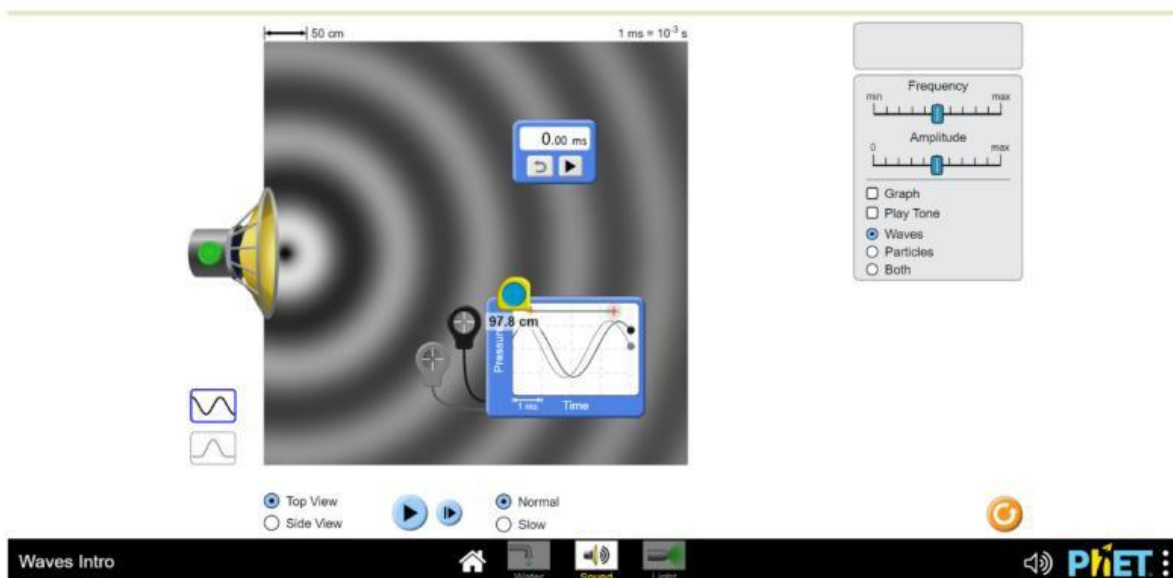 50 cm
1 ms = 10⁻³ s
0.00 ms
97.8 cm
Pressure
1 ms
Time
Frequency
min
max
Amplitude
0
max
Graph
Play Tone
Waves
Particles
Both
Top View
Side View
Normal
Slow
Waves Intro
Water
Sound
Light
PhET